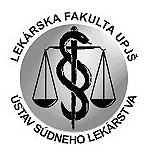 LEKÁRSKA FAKULTA UPJŠ
ÚSTAV SÚDNEHO LEKÁRSTVA